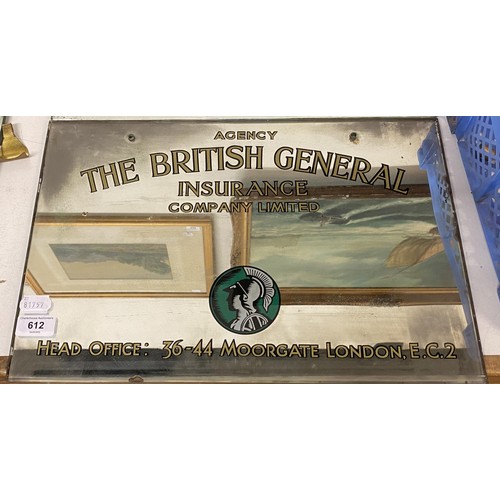 AGENCY
THE BRITISH GENERAL
INSURANCE
COMPANY LIMITED
612
HEAD OFFICE: 36-44 MOORGATE LONDON, E.C.2